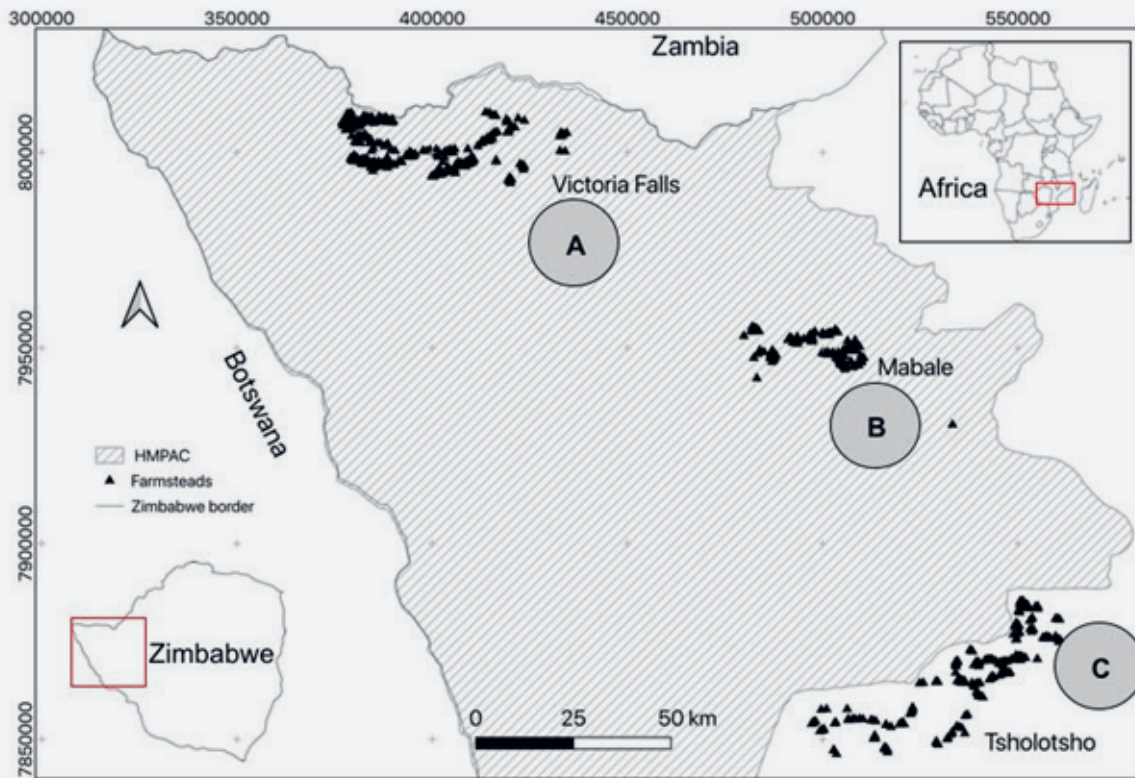 300000 350000 400000 450000 500000 550000
Zambia
8000000
Africa
Victoria Falls
A
7950000
Botswana
Mabale
B
HMPAC
Farmsteads
Zimbabwe border
7900000
Zimbabwe
C
0 25 50 km
Tsholotsho
7850000